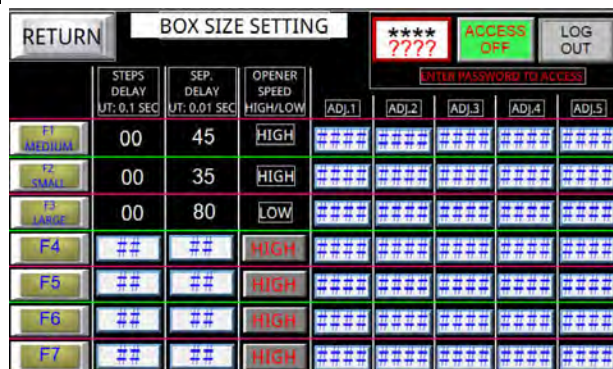 RETURN
BOX SIZE SETTING
****
????
ACCESS
OFF
LOG
OUT
ENTER PASSWORD TO ACCESS
STEPS
DELAY
UT: 0.1 SEC
SEP.
DELAY
UT: 0.01 SEC
OPENER
SPEED
HIGH/LOW
ADJ.1 ADJ.2 ADJ.3 ADJ.4 ADJ.5
F1
MEDIUM
00 45 HIGH #### #### #### #### ####
F2
SMALL
00 35 HIGH #### #### #### #### ####
F3
LARGE
00 80 LOW #### #### #### #### ####
F4 ## ## HIGH #### #### #### #### ####
F5 ## ## HIGH #### #### #### #### ####
F6 ## ## HIGH #### #### #### #### ####
F7 ## ## HIGH #### #### #### #### ####